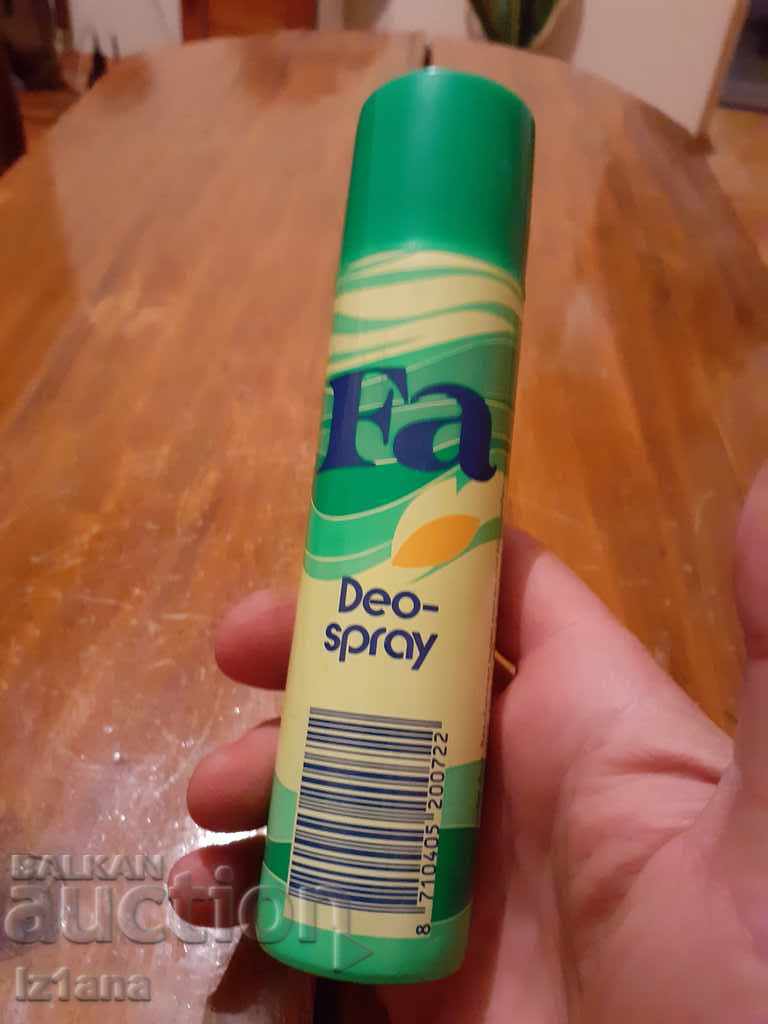 Fa
Deo-
spray
8 710405 200722
BALKAN
auction
iz1ana